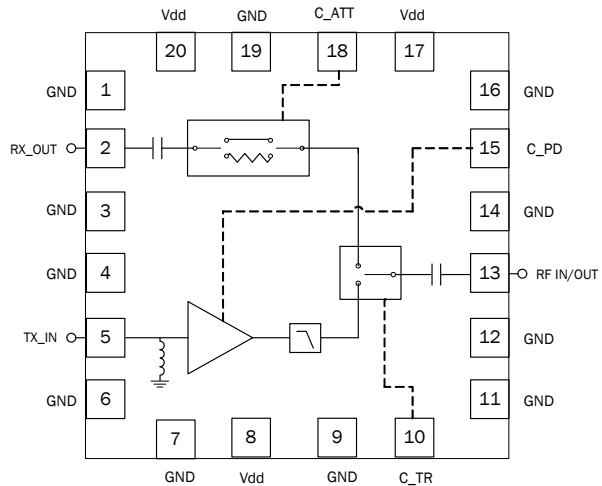 Vdd GND C_ATT Vdd
20 19 18 17
GND 1 16 GND
RX_OUT 2 15 C_PD
GND 3 14 GND
GND 4 13 RF IN/OUT
TX_IN 5 12 GND
GND 6 11 GND
7 8 9 10
GND Vdd GND C_TR